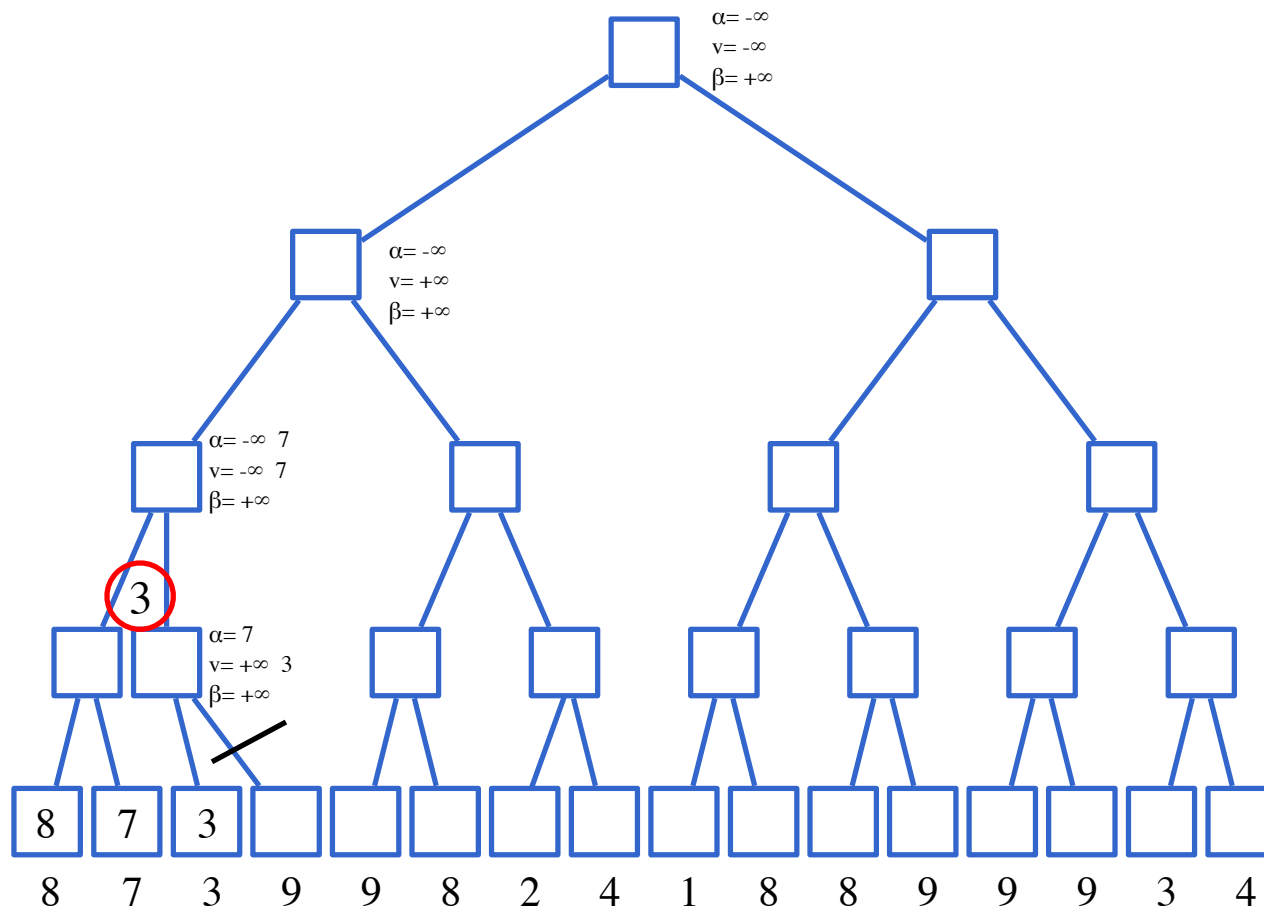 α= -∞
v= -∞
β= +∞
α= -∞
v= +∞
β= +∞
α= -∞ 7
v= -∞ 7
β= +∞
3
α= 7
v= +∞ 3
β= +∞
8 7 3
8 7 3 9 9 8 2 4 1 8 8 9 9 9 3 4